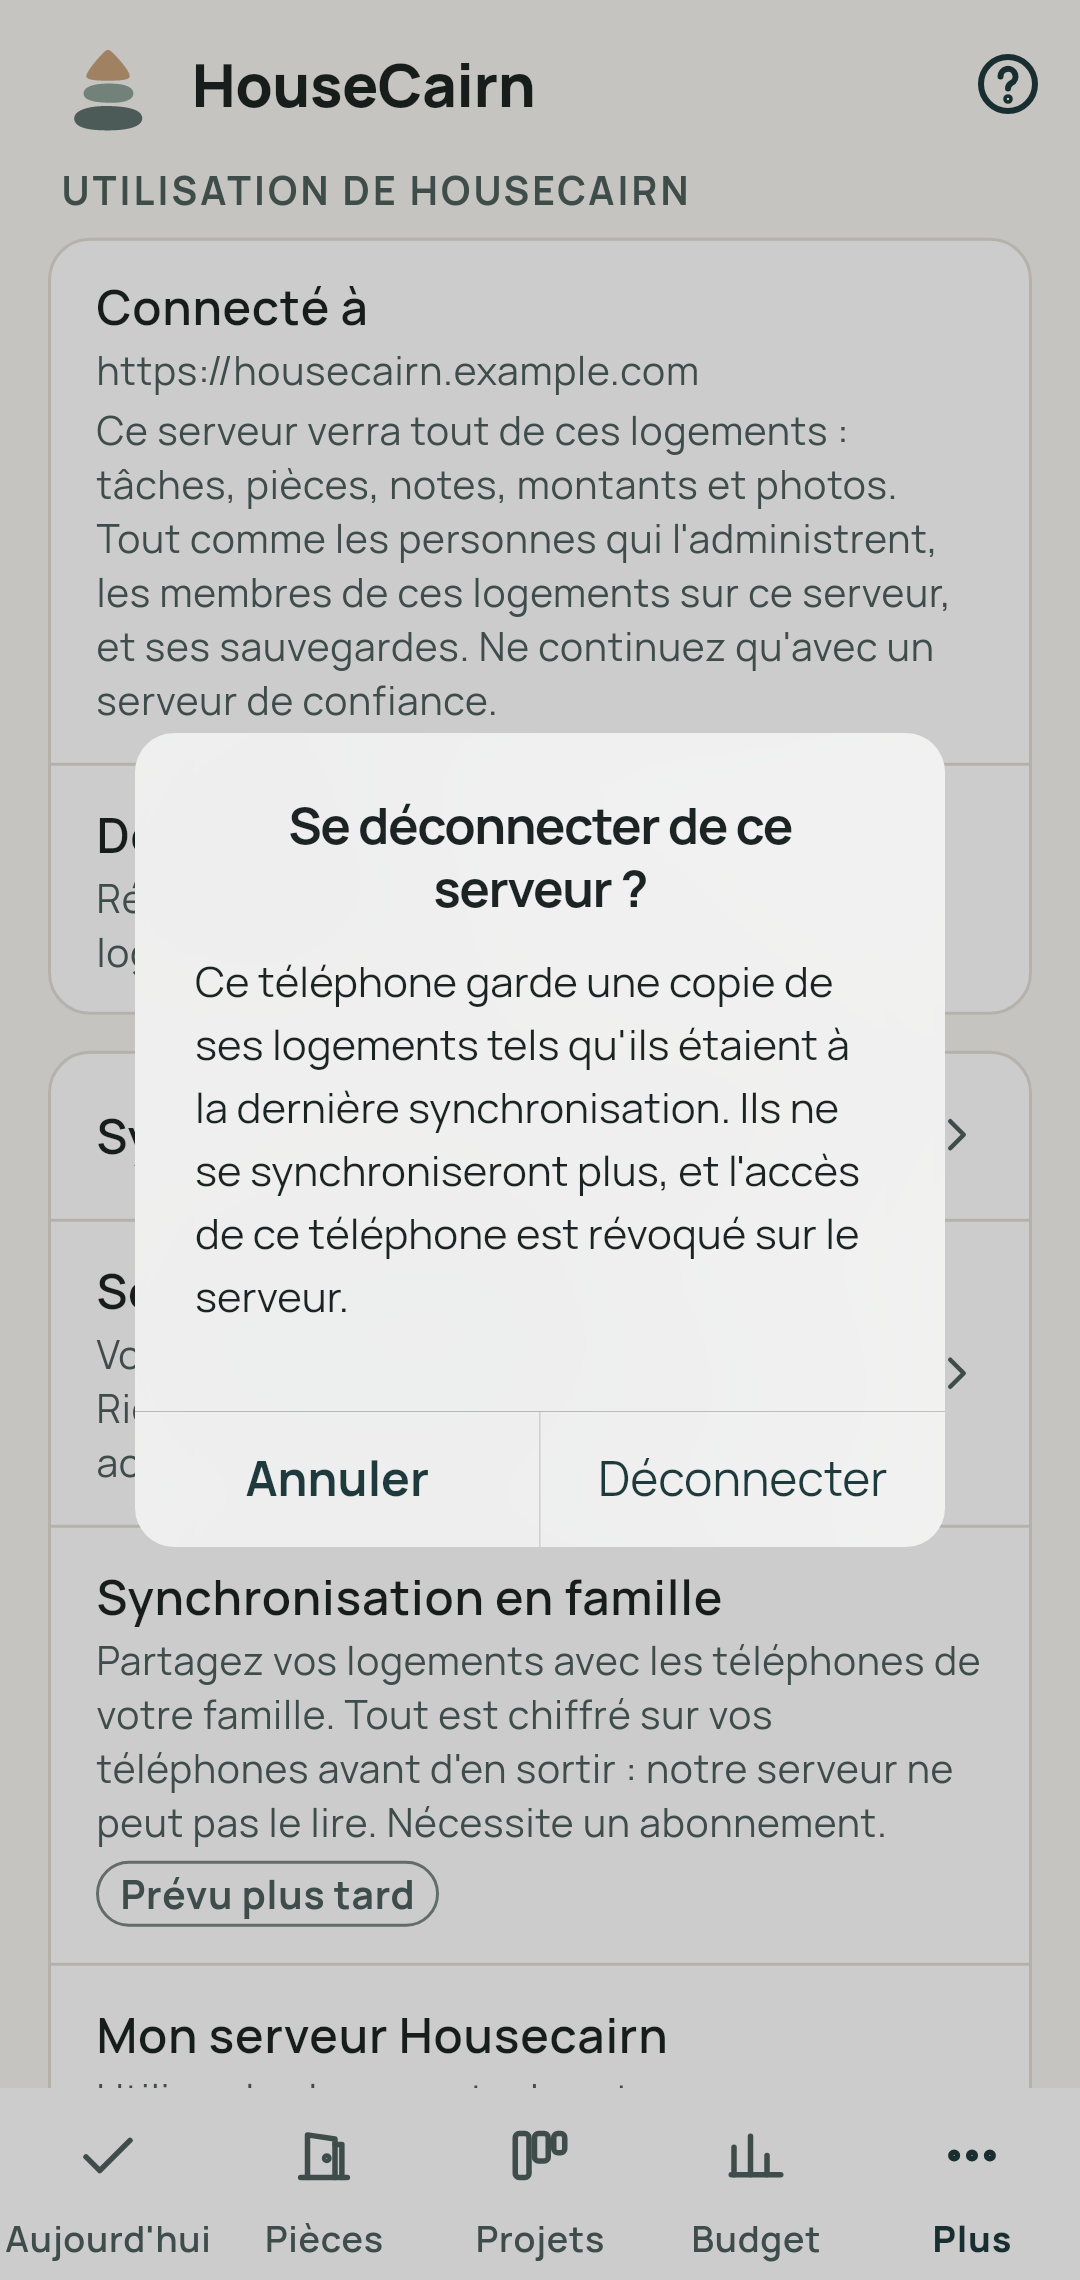 HouseCairn
UTILISATION DE HOUSECAIRN
Connecté à
https://housecairn.example.com
Ce serveur verra tout de ces logements :
tâches, pièces, notes, montants et photos.
Tout comme les personnes qui l'administrent,
les membres de ces logements sur ce serveur,
et ses sauvegardes. Ne continuez qu'avec un
serveur de confiance.
Se déconnecter de ce
serveur ?
Ce téléphone garde une copie de
ses logements tels qu'ils étaient à
la dernière synchronisation. Ils ne
se synchroniseront plus, et l'accès
de ce téléphone est révoqué sur le
serveur.
Annuler
Déconnecter
Synchronisation en famille
Partagez vos logements avec les téléphones de
votre famille. Tout est chiffré sur vos
téléphones avant d'en sortir : notre serveur ne
peut pas le lire. Nécessite un abonnement.
Prévu plus tard
Mon serveur Housecairn
Aujourd'hui
Pièces
Projets
Budget
Plus